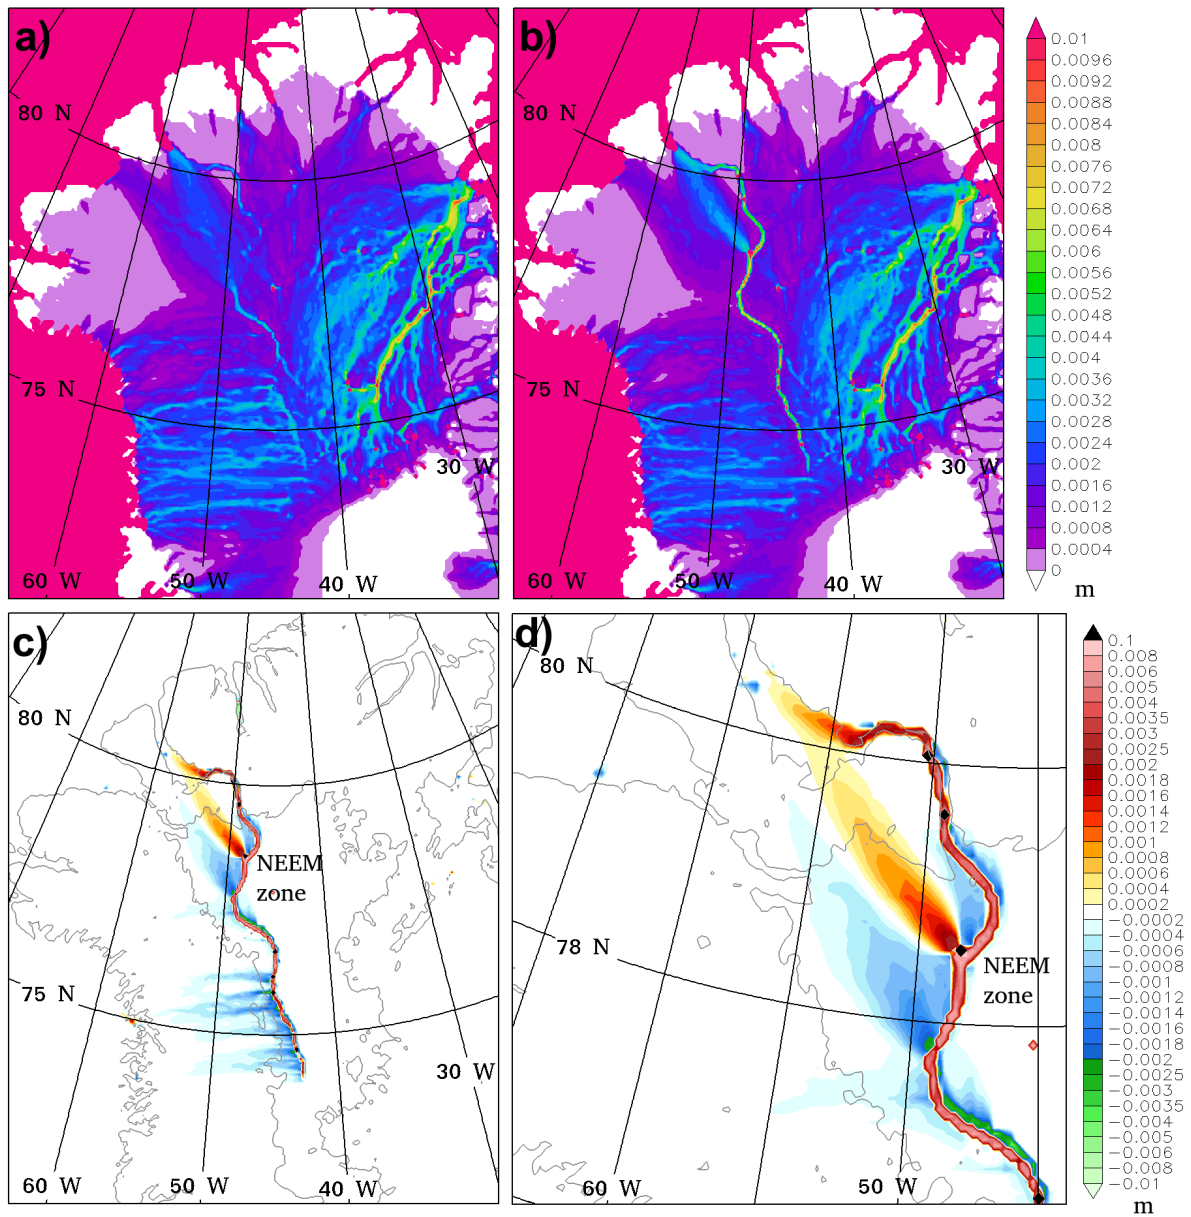 a)
80 N
75 N
60 W
50 W
40 W
30 W
b)
80 N
75 N
60 W
50 W
40 W
30 W
0.01
0.0096
0.0092
0.0088
0.0084
0.008
0.0076
0.0072
0.0068
0.0064
0.006
0.0056
0.0052
0.0048
0.0044
0.004
0.0036
0.0032
0.0028
0.0024
0.002
0.0016
0.0012
0.0008
0.0004
0
m
c)
80 N
NEEM
zone
75 N
30 W
60 W
50 W
40 W
d)
80 N
78 N
NEEM
zone
60 W
50 W
0.1
0.008
0.006
0.005
0.004
0.0035
0.003
0.0025
0.002
0.0018
0.0014
0.0012
0.001
0.0008
0.0006
0.0004
0.0002
−0.0002
−0.0004
−0.0006
−0.0008
−0.001
−0.0012
−0.0014
−0.0018
−0.002
−0.0025
−0.003
−0.0035
−0.004
−0.005
−0.006
−0.008
−0.01
m